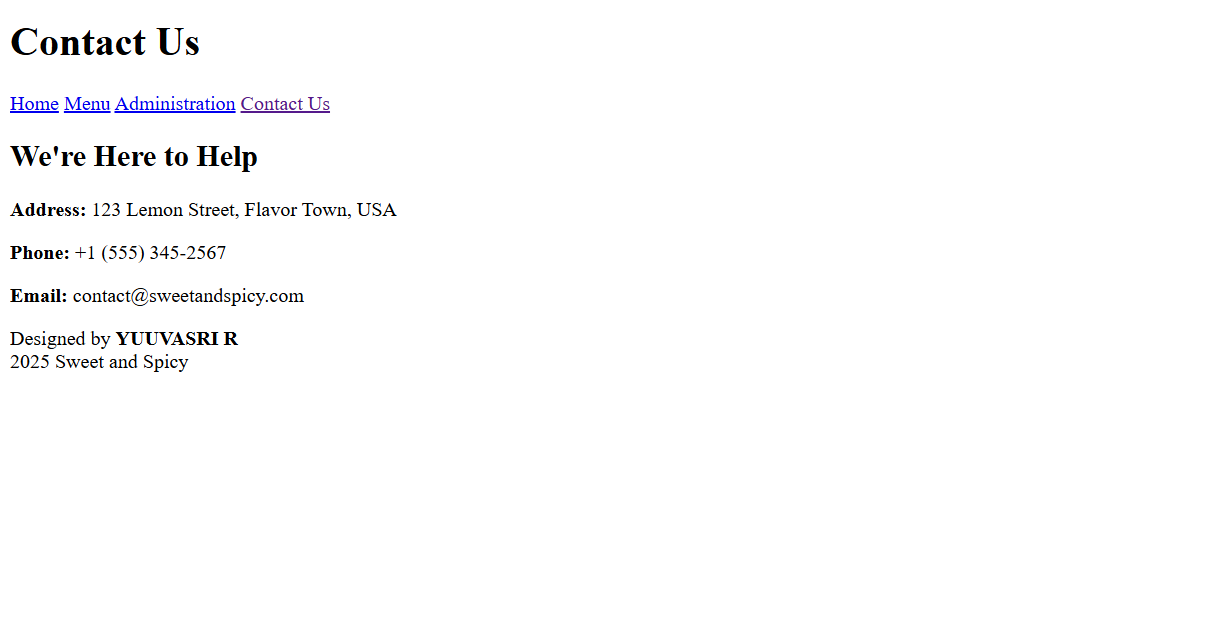 Contact Us
Home Menu Administration Contact Us
We're Here to Help
Address: 123 Lemon Street, Flavor Town, USA
Phone: +1 (555) 345-2567
Email: contact@sweetandspicy.com
Designed by YUUVASRI R
2025 Sweet and Spicy